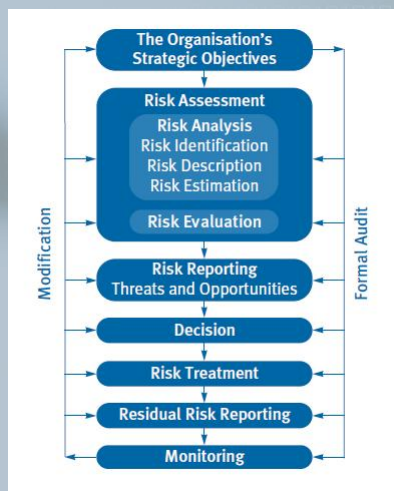 The Organisation's
Strategic Objectives
Risk Assessment
Risk Analysis
Risk Identification
Risk Description
Risk Estimation
Risk Evaluation
Risk Reporting
Threats and Opportunities
Decision
Risk Treatment
Residual Risk Reporting
Monitoring
Modification
Formal Audit